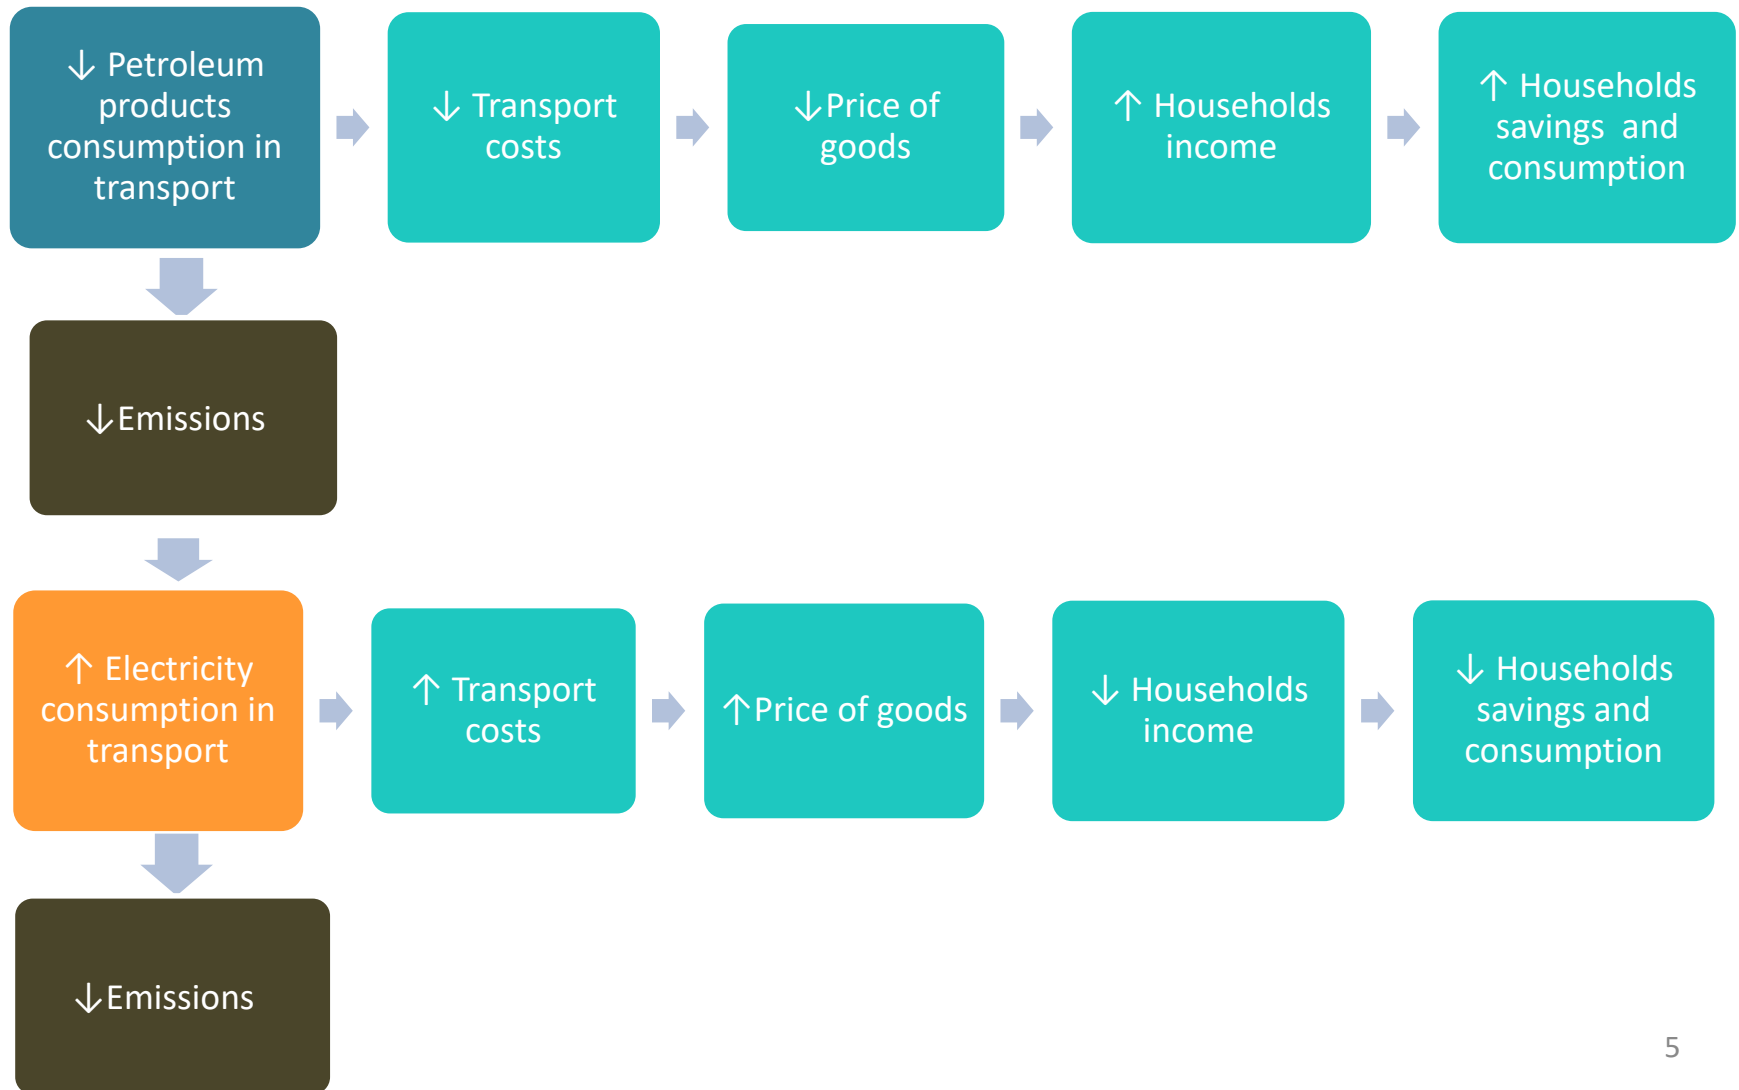 ↓ Petroleum
products
consumption in
transport
↓ Transport
costs
↓Price of
goods
↑ Households
income
↑ Households
savings and
consumption
↓Emissions
↑ Electricity
consumption in
transport
↑ Transport
costs
↑Price of goods
↓ Households
income
↓ Households
savings and
consumption
↓Emissions
5